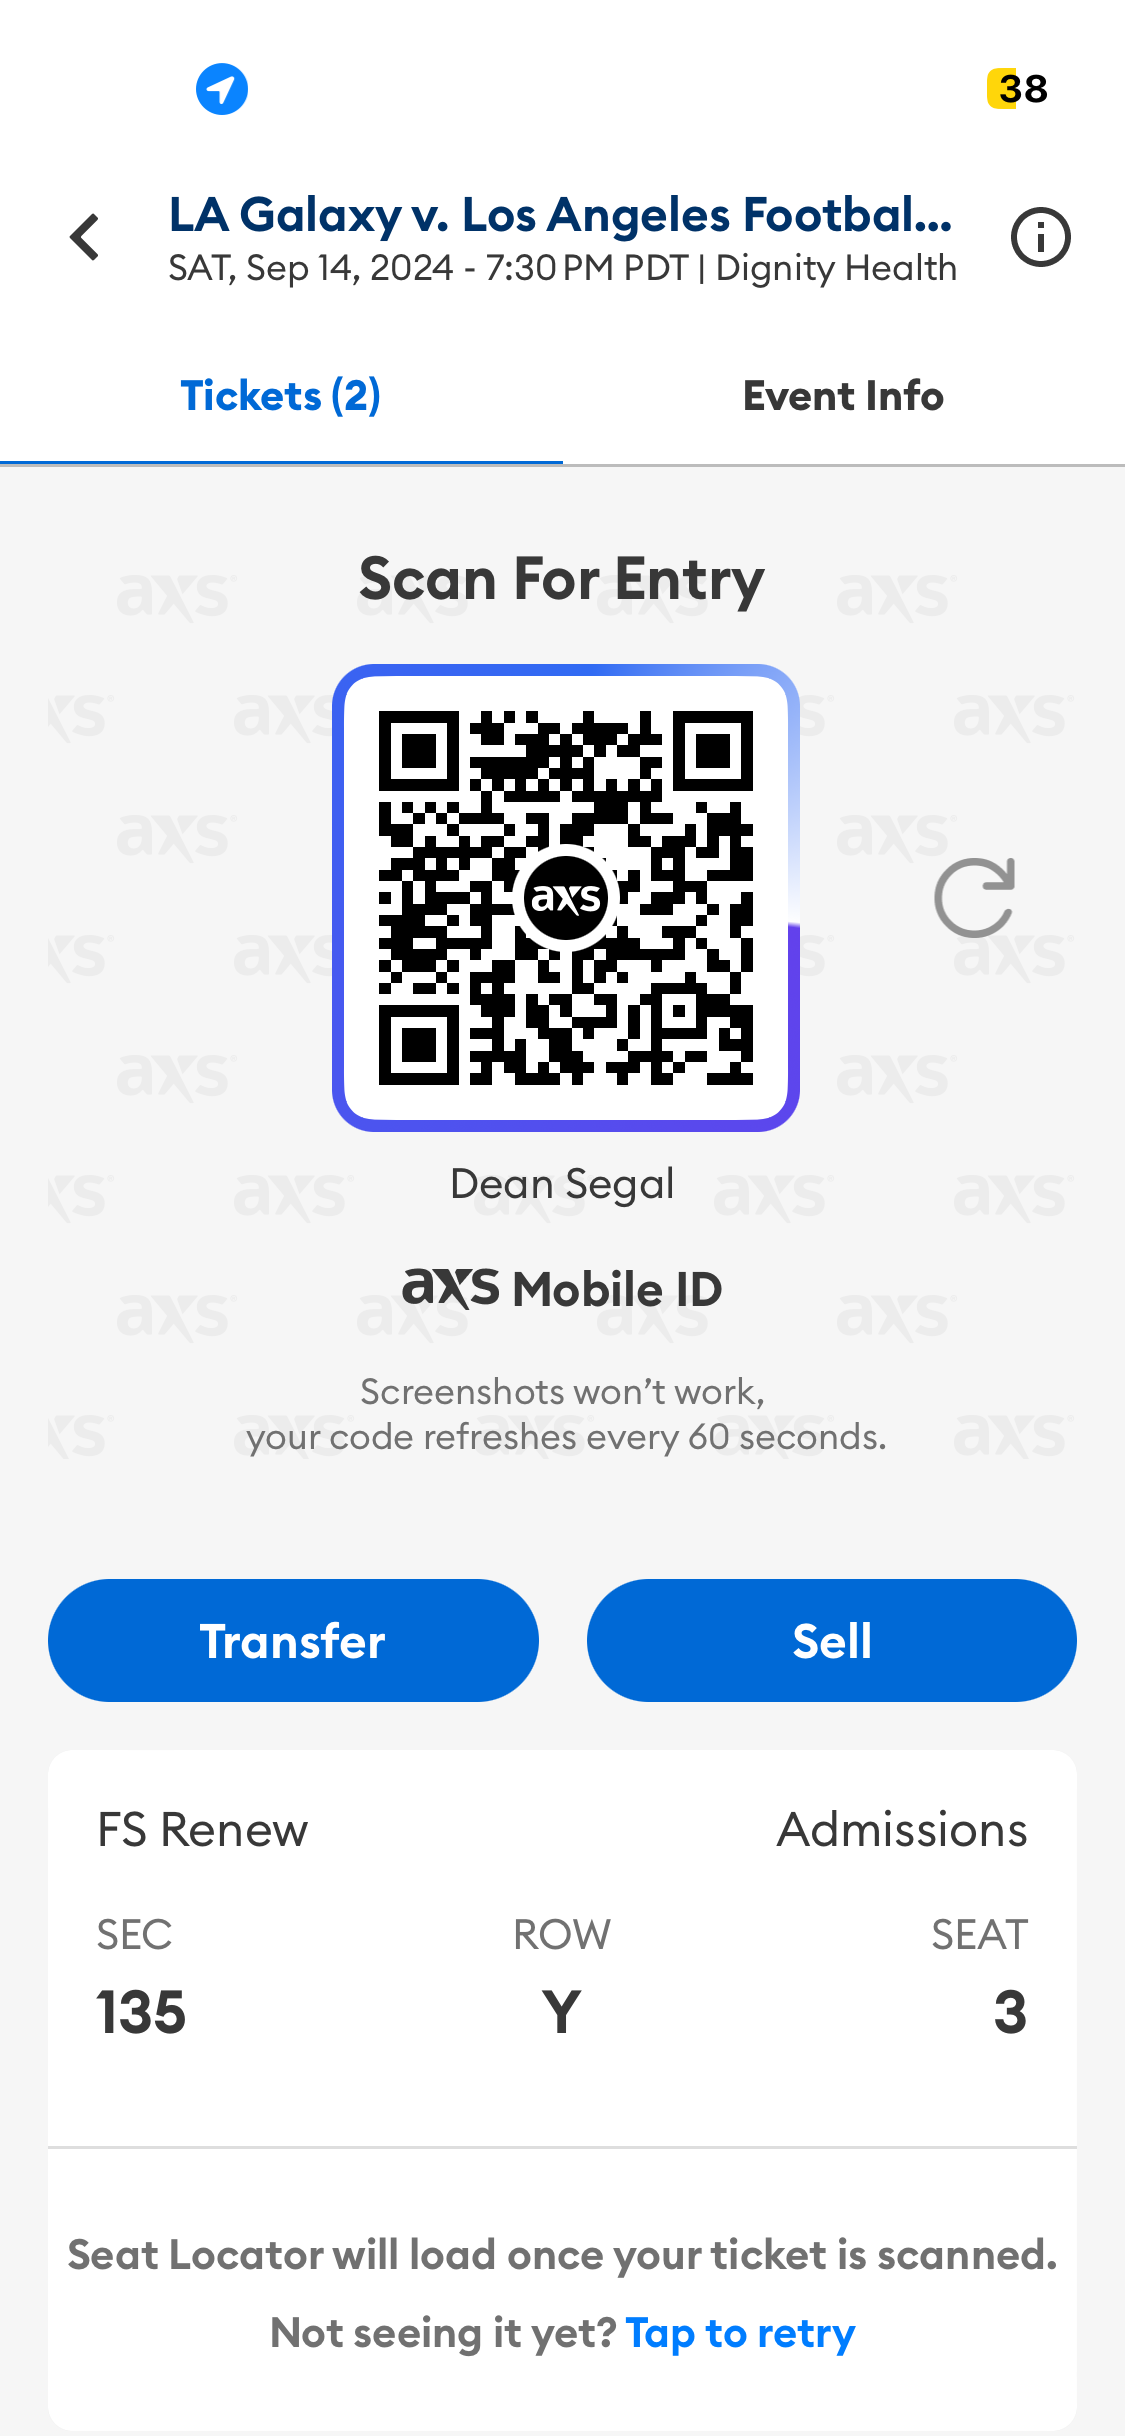 38
LA Galaxy v. Los Angeles Footbal...
SAT, Sep 14, 2024 - 7:30 PM PDT | Dignity Health
Tickets (2)
Event Info
Scan For Entry
axs
Dean Segal
axs Mobile ID
Screenshots won't work,
your code refreshes every 60 seconds.
Transfer
Sell
FS Renew
Admissions
SEC
ROW
SEAT
135
Y
3
Seat Locator will load once your ticket is scanned.
Not seeing it yet? Tap to retry